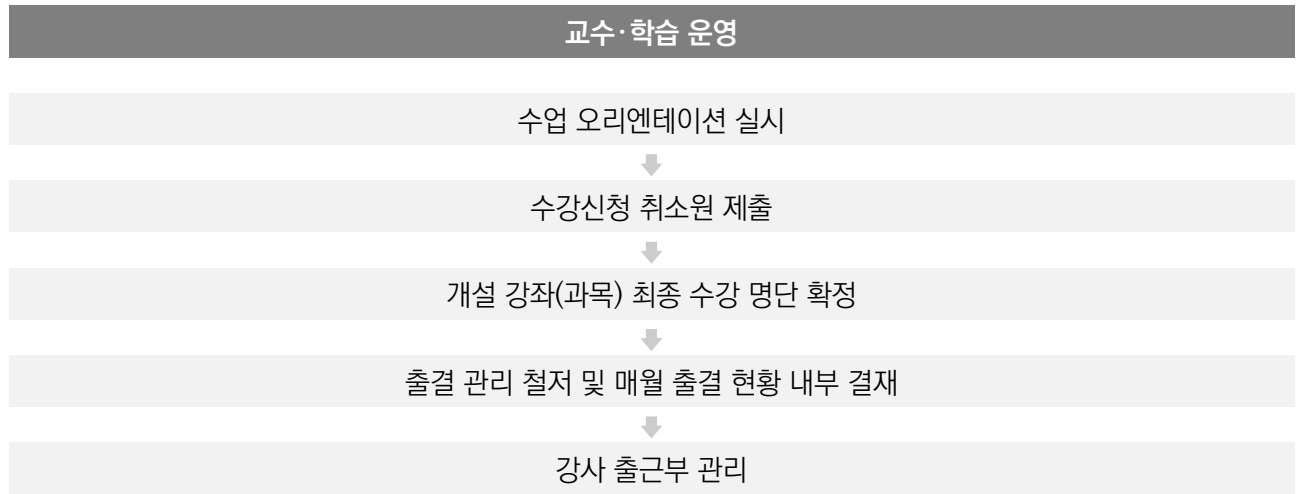 교수·학습 운영
수업 오리엔테이션 실시
수강신청 취소원 제출
개설 강좌(과목) 최종 수강 명단 확정
출결 관리 철저 및 매월 출결 현황 내부 결재
강사 출근부 관리